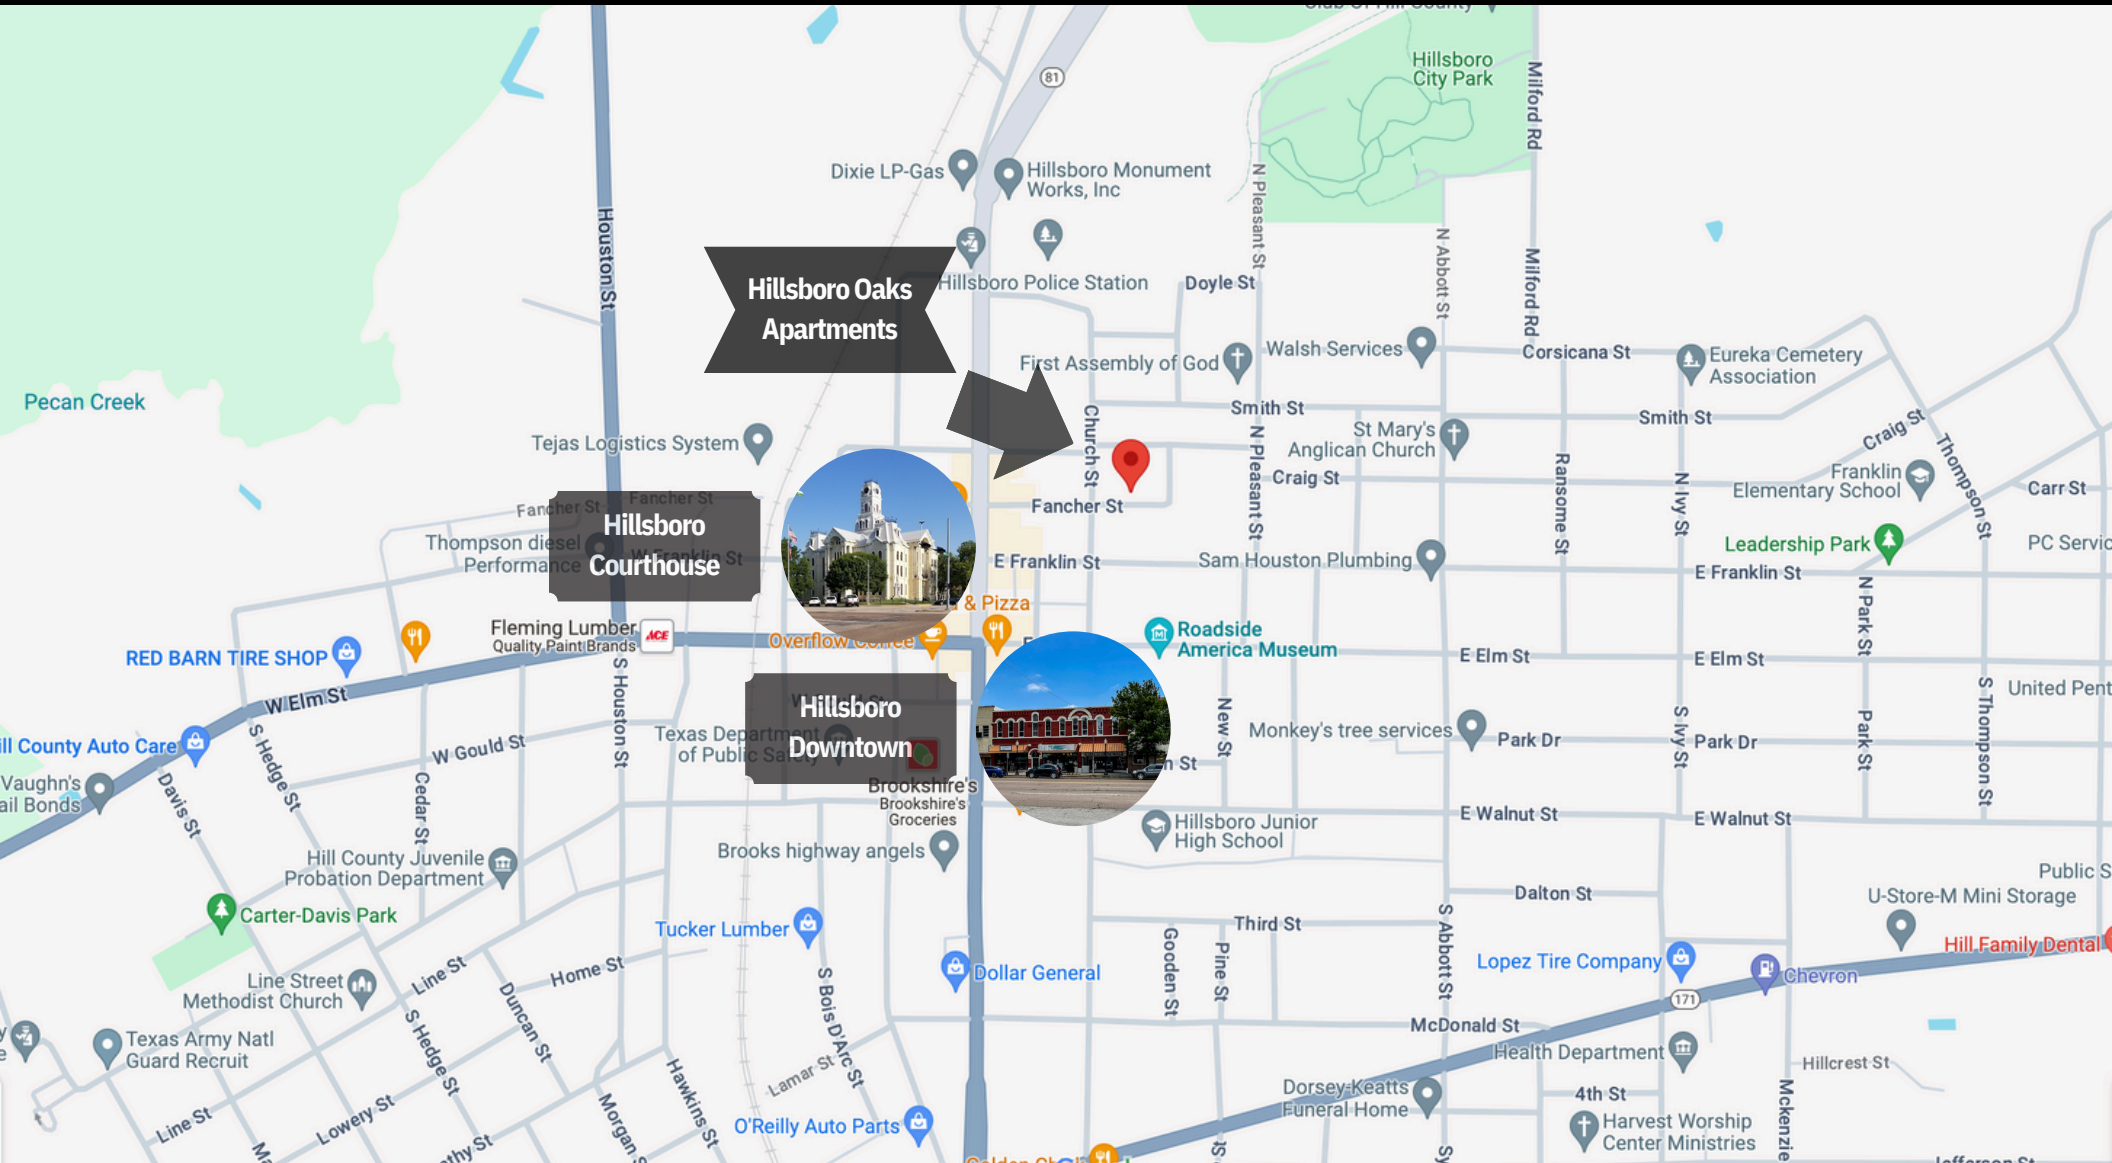 81
Hillsboro
City Park
Milford Rd
Dixie LP-Gas
Hillsboro Monument
Works, Inc
N Pleasant St
Houston St
N Abbott St
Milford Rd
Hillsboro Oaks
Apartments
Hillsboro Police Station
Doyle St
First Assembly of God
Walsh Services
Corsicana St
Eureka Cemetery
Association
Pecan Creek
Church St
Smith St
Smith St
Craig St
Tejas Logistics System
St Mary's
Anglican Church
N Pleasant St
Craig St
Ransome St
N Ivy St
Franklin
Elementary School
Thompson St
Carr St
Fancher St
Fancher St
Fancher St
Hillsboro
Courthouse
Thompson diesel
Performance
W Franklin St
E Franklin St
Sam Houston Plumbing
Leadership Park
E Franklin St
PC Servic
N Park St
& Pizza
Fleming Lumber
Quality Paint Brands
ACE
Overflow Coffee
Roadside
America Museum
RED BARN TIRE SHOP
E Elm St
E Elm St
W Elm St
S Houston St
Hillsboro
Downtown
Texas Department
of Public Safety
W Gould St
W Gould St
New St
Monkey's tree services
Park Dr
S Ivy St
Park Dr
Park St
S Thompson St
United Pent
ill County Auto Care
S Hedge St
Vaughn's
ail Bonds
Davis St
Cedar St
n St
Brookshire's
Brookshire's
Groceries
E Walnut St
E Walnut St
Hillsboro Junior
High School
Brooks highway angels
Hill County Juvenile
Probation Department
Dalton St
Public S
U-Store-M Mini Storage
Carter-Davis Park
Tucker Lumber
Third St
S Abbott St
Hill Family Dental
Lopez Tire Company
Chevron
Line St
Home St
Dollar General
Gooden St
Pine St
Line Street
Methodist Church
Duncan St
S Bois D'Arc St
171
S Hedge St
McDonald St
Texas Army Natl
Guard Recruit
Health Department
Hillcrest St
Lamar St
Hawkins St
Dorsey-Keatts
Funeral Home
4th St
Mckenzie
Line St
Lowery St
Morgan S
O'Reilly Auto Parts
Harvest Worship
Center Ministries